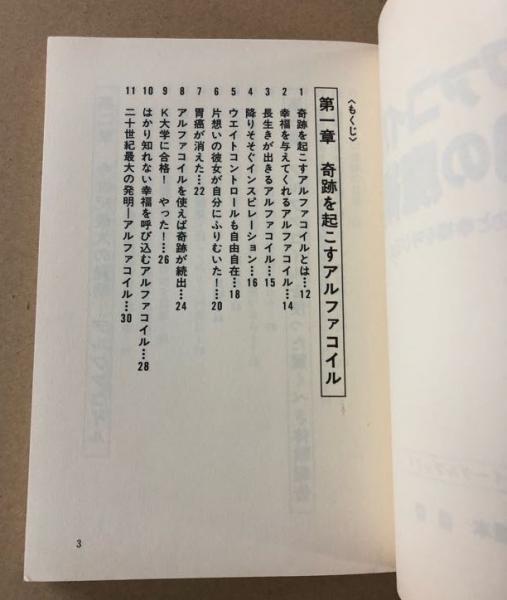 〈もくじ〉
第一章 奇跡を起こすアルファコイル
1 奇跡を起こすアルファコイルとは…12
2 幸福を与えてくれるアルファコイル…14
3 長生きが出きるアルファコイル…15
4 降りそそぐインスピレーション…16
5 ウエイトコントロールも自由自在…18
6 片想いの彼女が自分にふりむいた！…20
7 胃癌が消えた…22
8 アルファコイルを使えば奇跡が続出…24
9 K大学に合格！ やった！…26
10 はかり知れない幸福を呼び込むアルファコイル…28
11 二十世紀最大の発明―アルファコイル…30
3